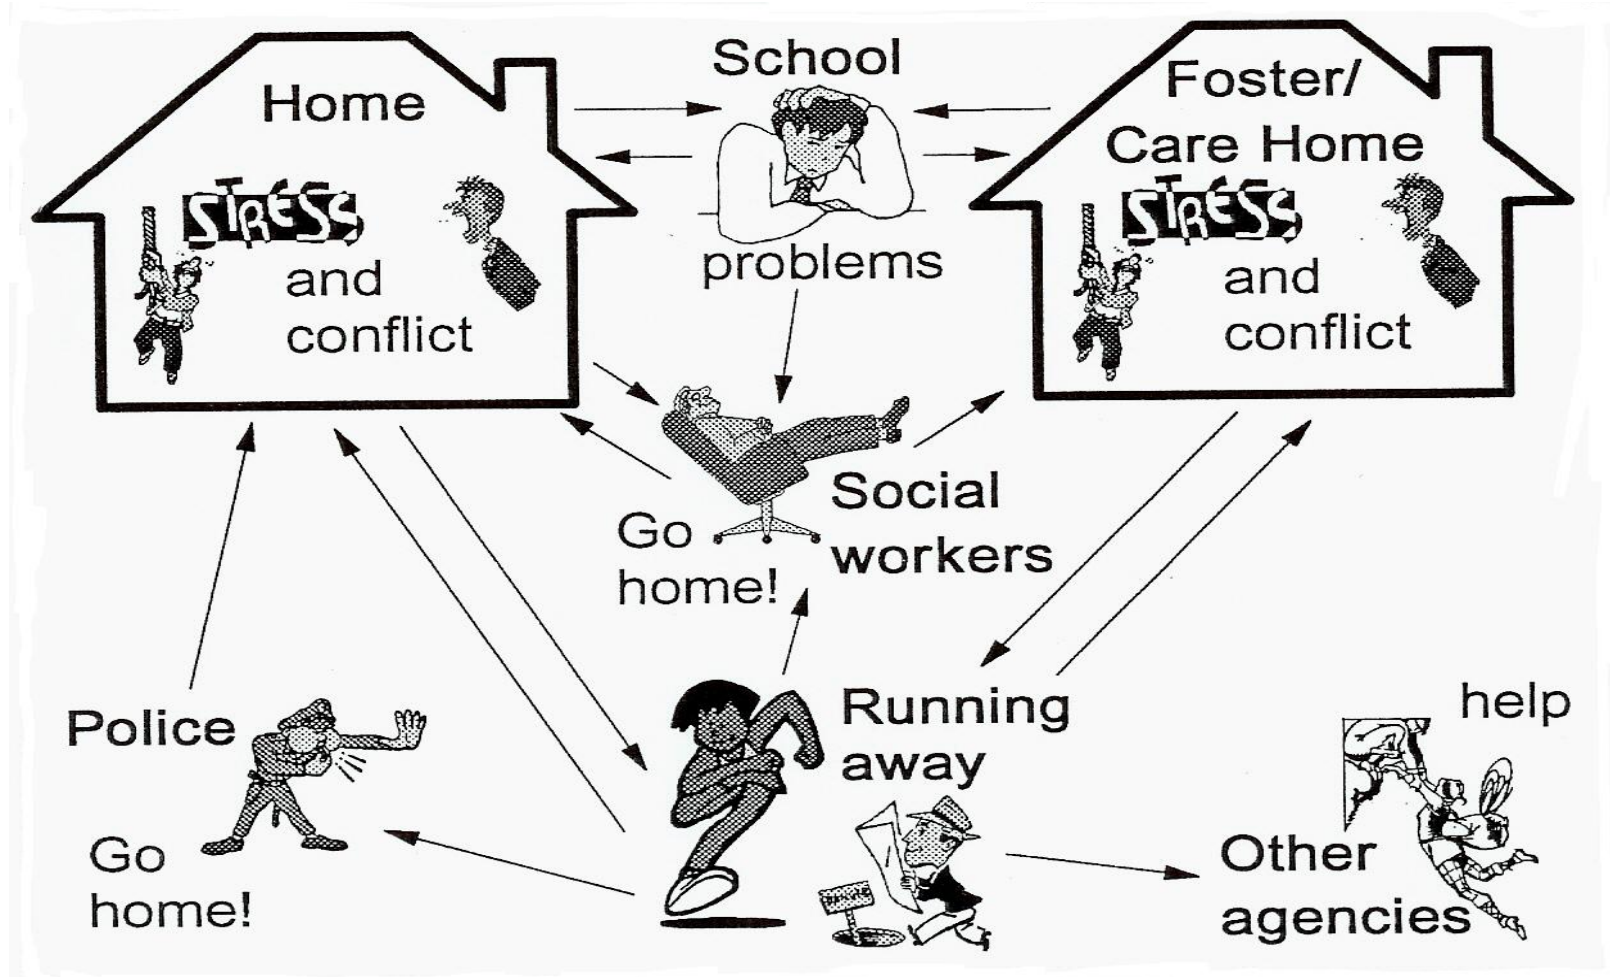 School
Home
Foster/
Care Home
STRESS
and
conflict
problems
STRESS
and
conflict
Social
workers
Go
home!
Police
Running
away
help
Go
home!
Other
agencies